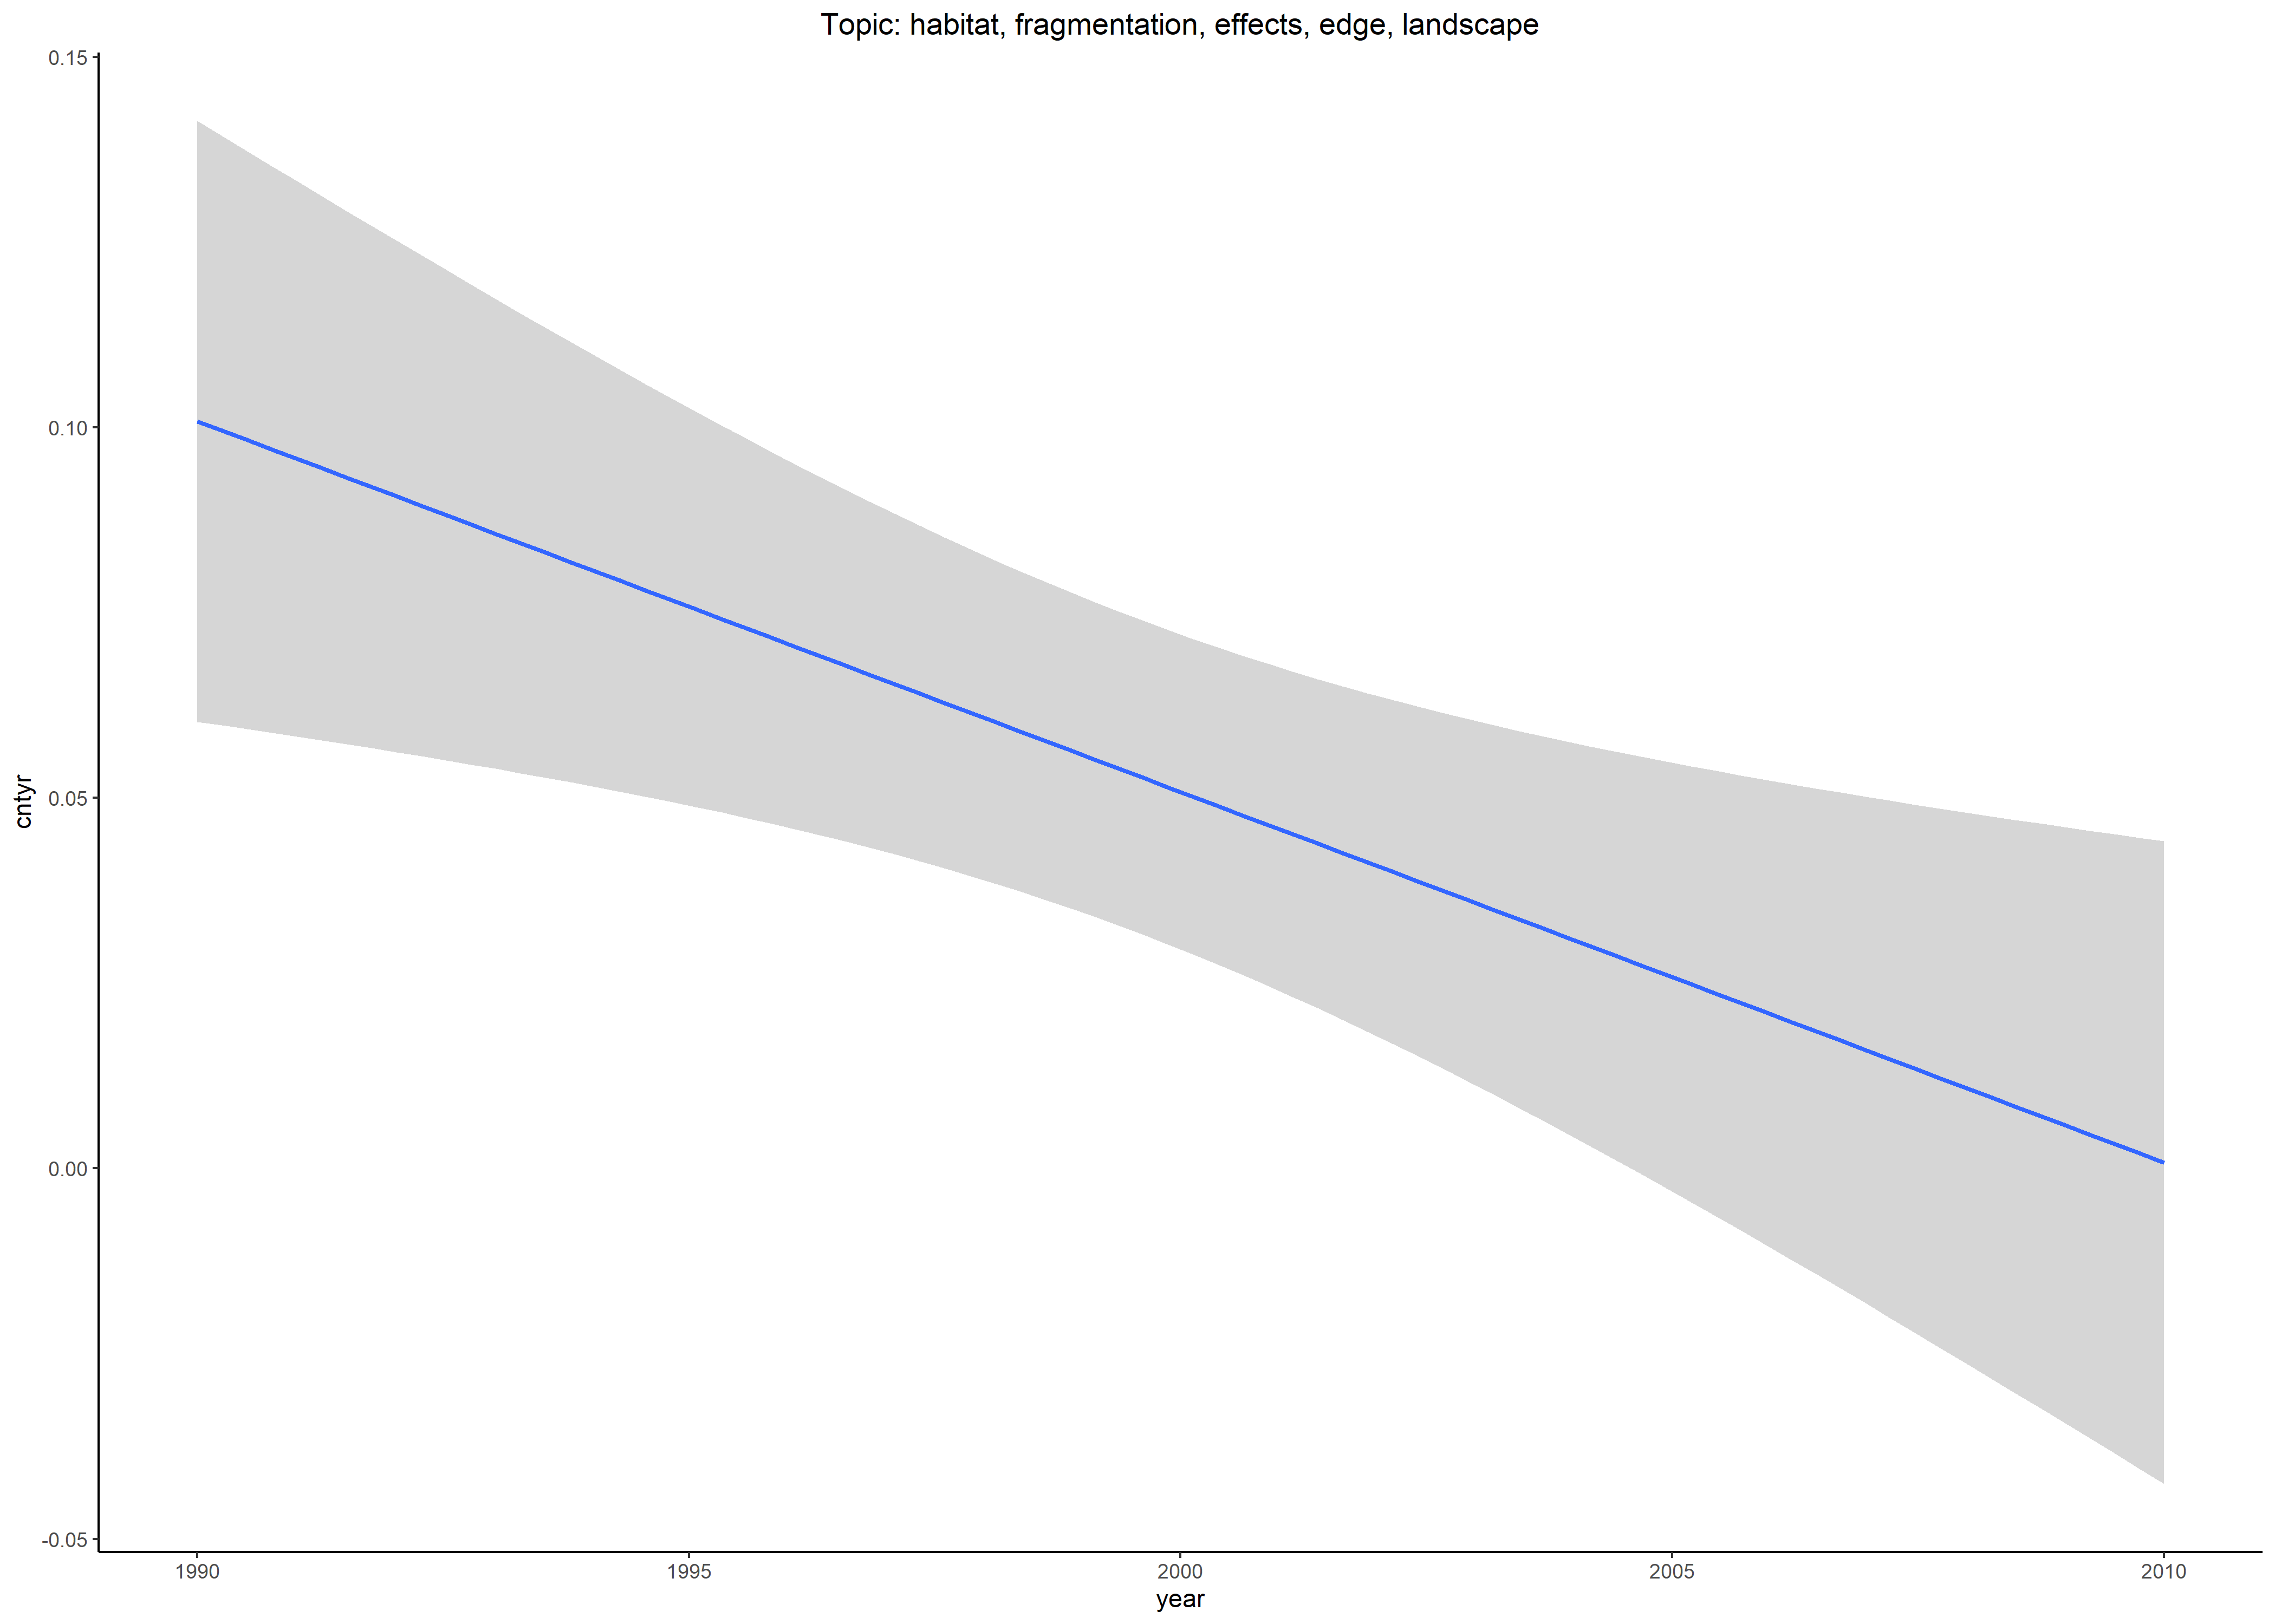 Topic: habitat, fragmentation, effects, edge, landscape
0.15
0.10
0.05
0.00
-0.05
cntyr
1990 1995 2000 2005 2010
year